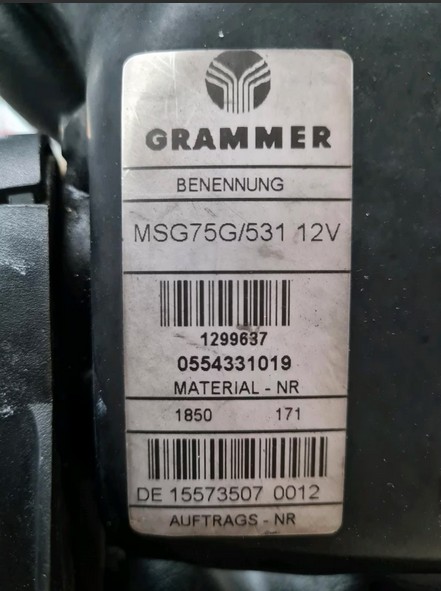 GRAMMER
BENENNUNG
MSG75G/531 12V
1299637
0554331019
MATERIAL - NR
1850 171
DE 15573507 0012
AUFTRAGS - NR